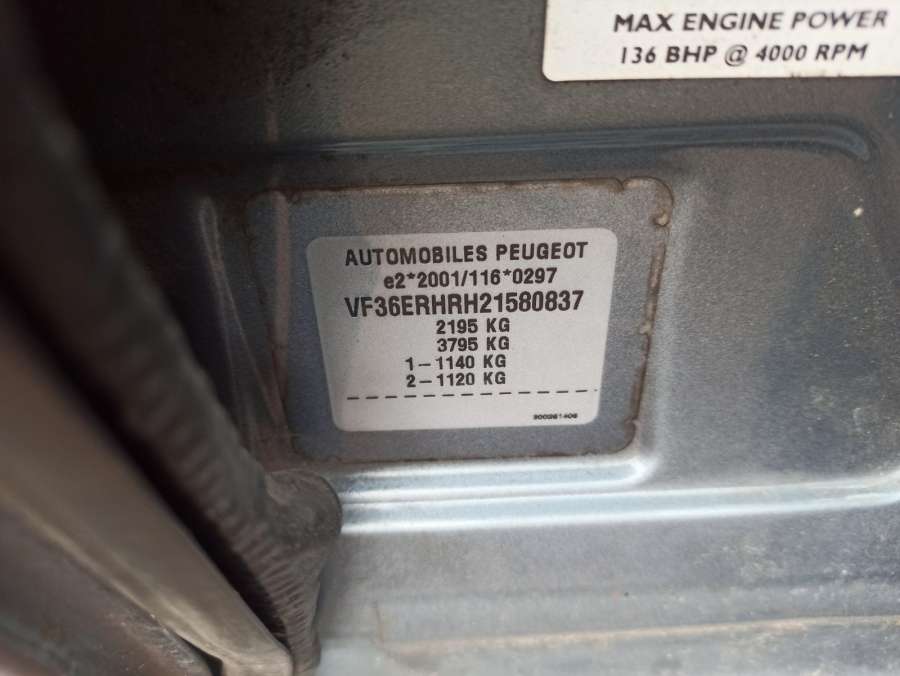 MAX ENGINE POWER
136 BHP @ 4000 RPM
AUTOMOBILES PEUGEOT
e2*2001/116*0297
VF36ERHRH21580837
2195 KG
3795 KG
1-1140 KG
2-1120 KG